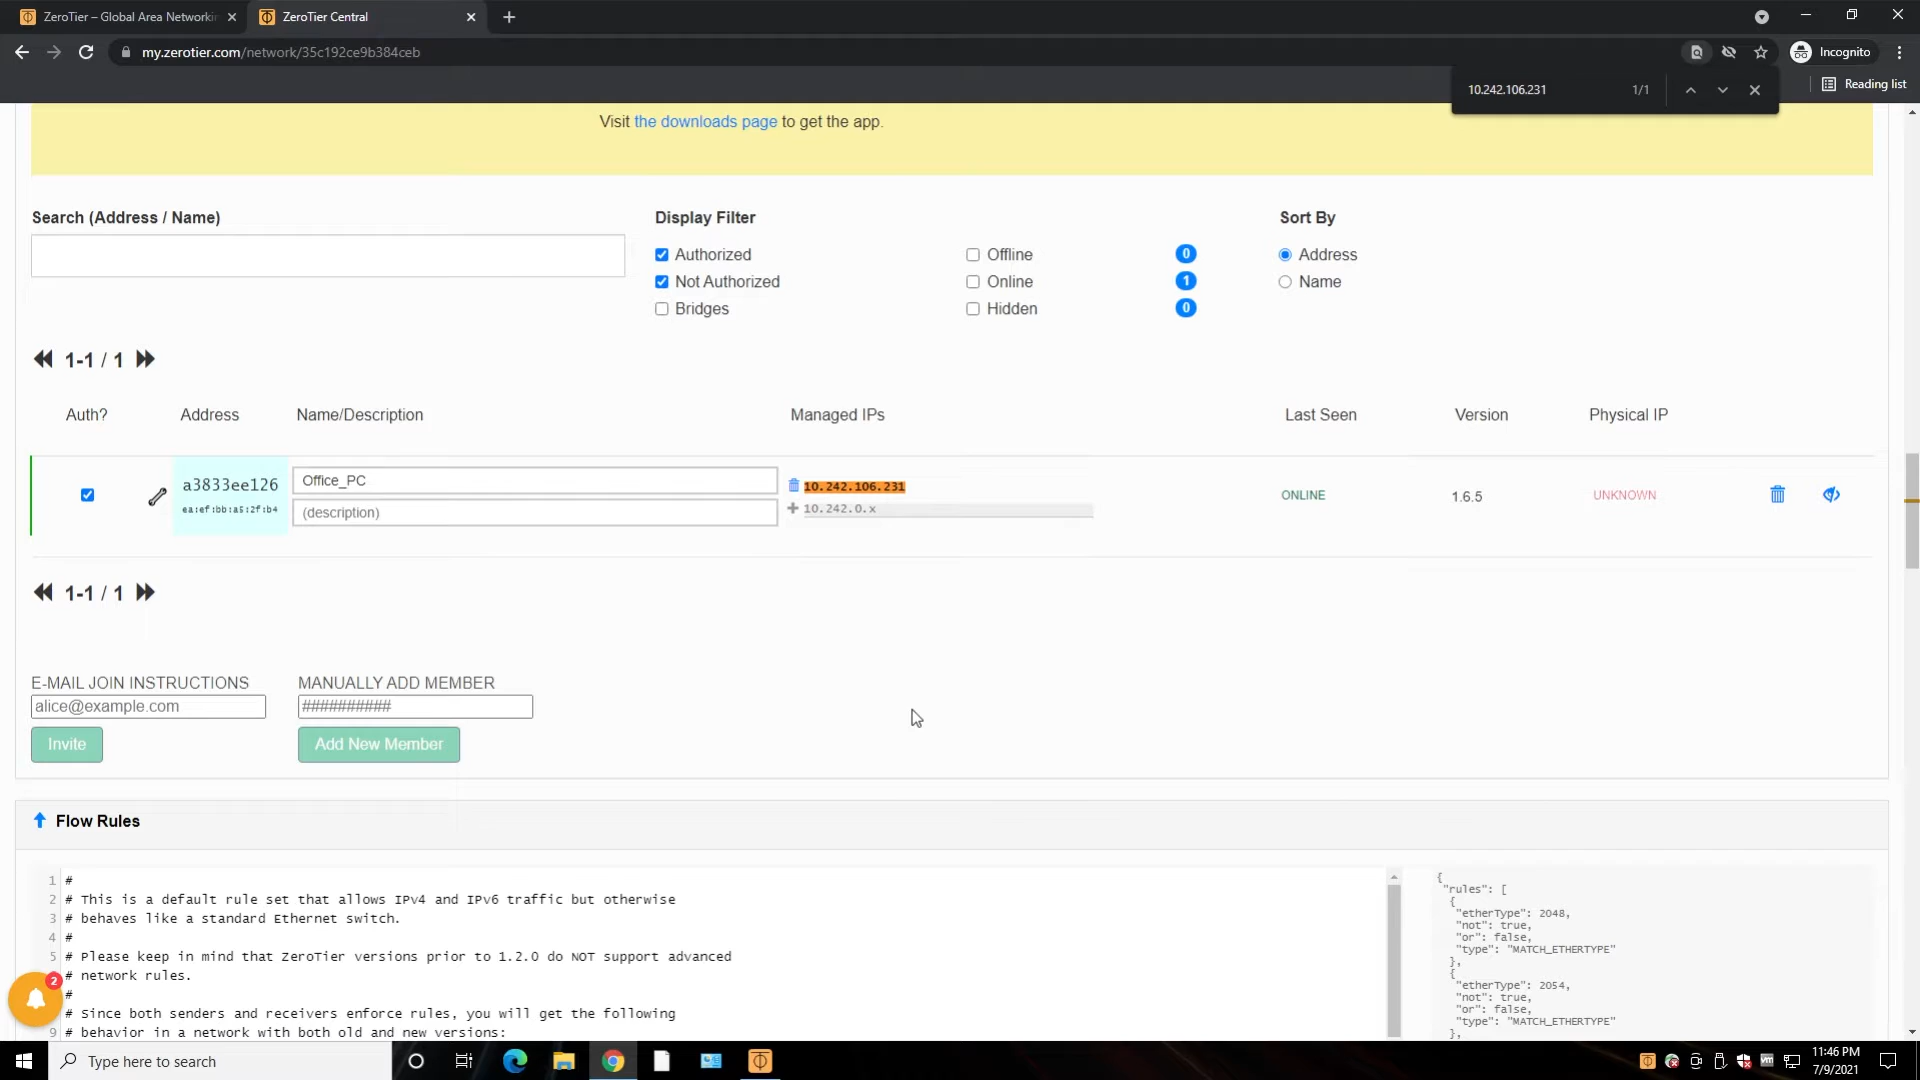 ZeroTier – Global Area Networkin
ZeroTier Central
my.zerotier.com/network/35c192ce9b384ceb
Incognito
10.242.106.231
1/1
Reading list
Visit the downloads page to get the app.
Search (Address / Name)
Display Filter
Sort By
Authorized
Offline
0
Address
Not Authorized
Online
1
Name
Bridges
Hidden
0
1-1 / 1
Auth?
Address
Name/Description
Managed IPs
Last Seen
Version
Physical IP
a3833ee126
ea:ef:bb:a5:2f:b4
Office_PC
(description)
10.242.106.231
10.242.0.x
ONLINE
1.6.5
UNKNOWN
1-1 / 1
E-MAIL JOIN INSTRUCTIONS
MANUALLY ADD MEMBER
alice@example.com
##########
Invite
Add New Member
Flow Rules
1 #
2 # This is a default rule set that allows IPv4 and IPv6 traffic but otherwise
3 # behaves like a standard Ethernet switch.
4 #
5 # Please keep in mind that ZeroTier versions prior to 1.2.0 do NOT support advanced
# network rules.
#
# Since both senders and receivers enforce rules, you will get the following
9 # behavior in a network with both old and new versions:
{
"rules": [
{
"etherType": 2048,
"not": true,
"or": false,
"type": "MATCH_ETHERTYPE"
},
{
"etherType": 2054,
"not": true,
"or": false,
"type": "MATCH_ETHERTYPE"
},
2
Type here to search
11:46 PM
7/9/2021